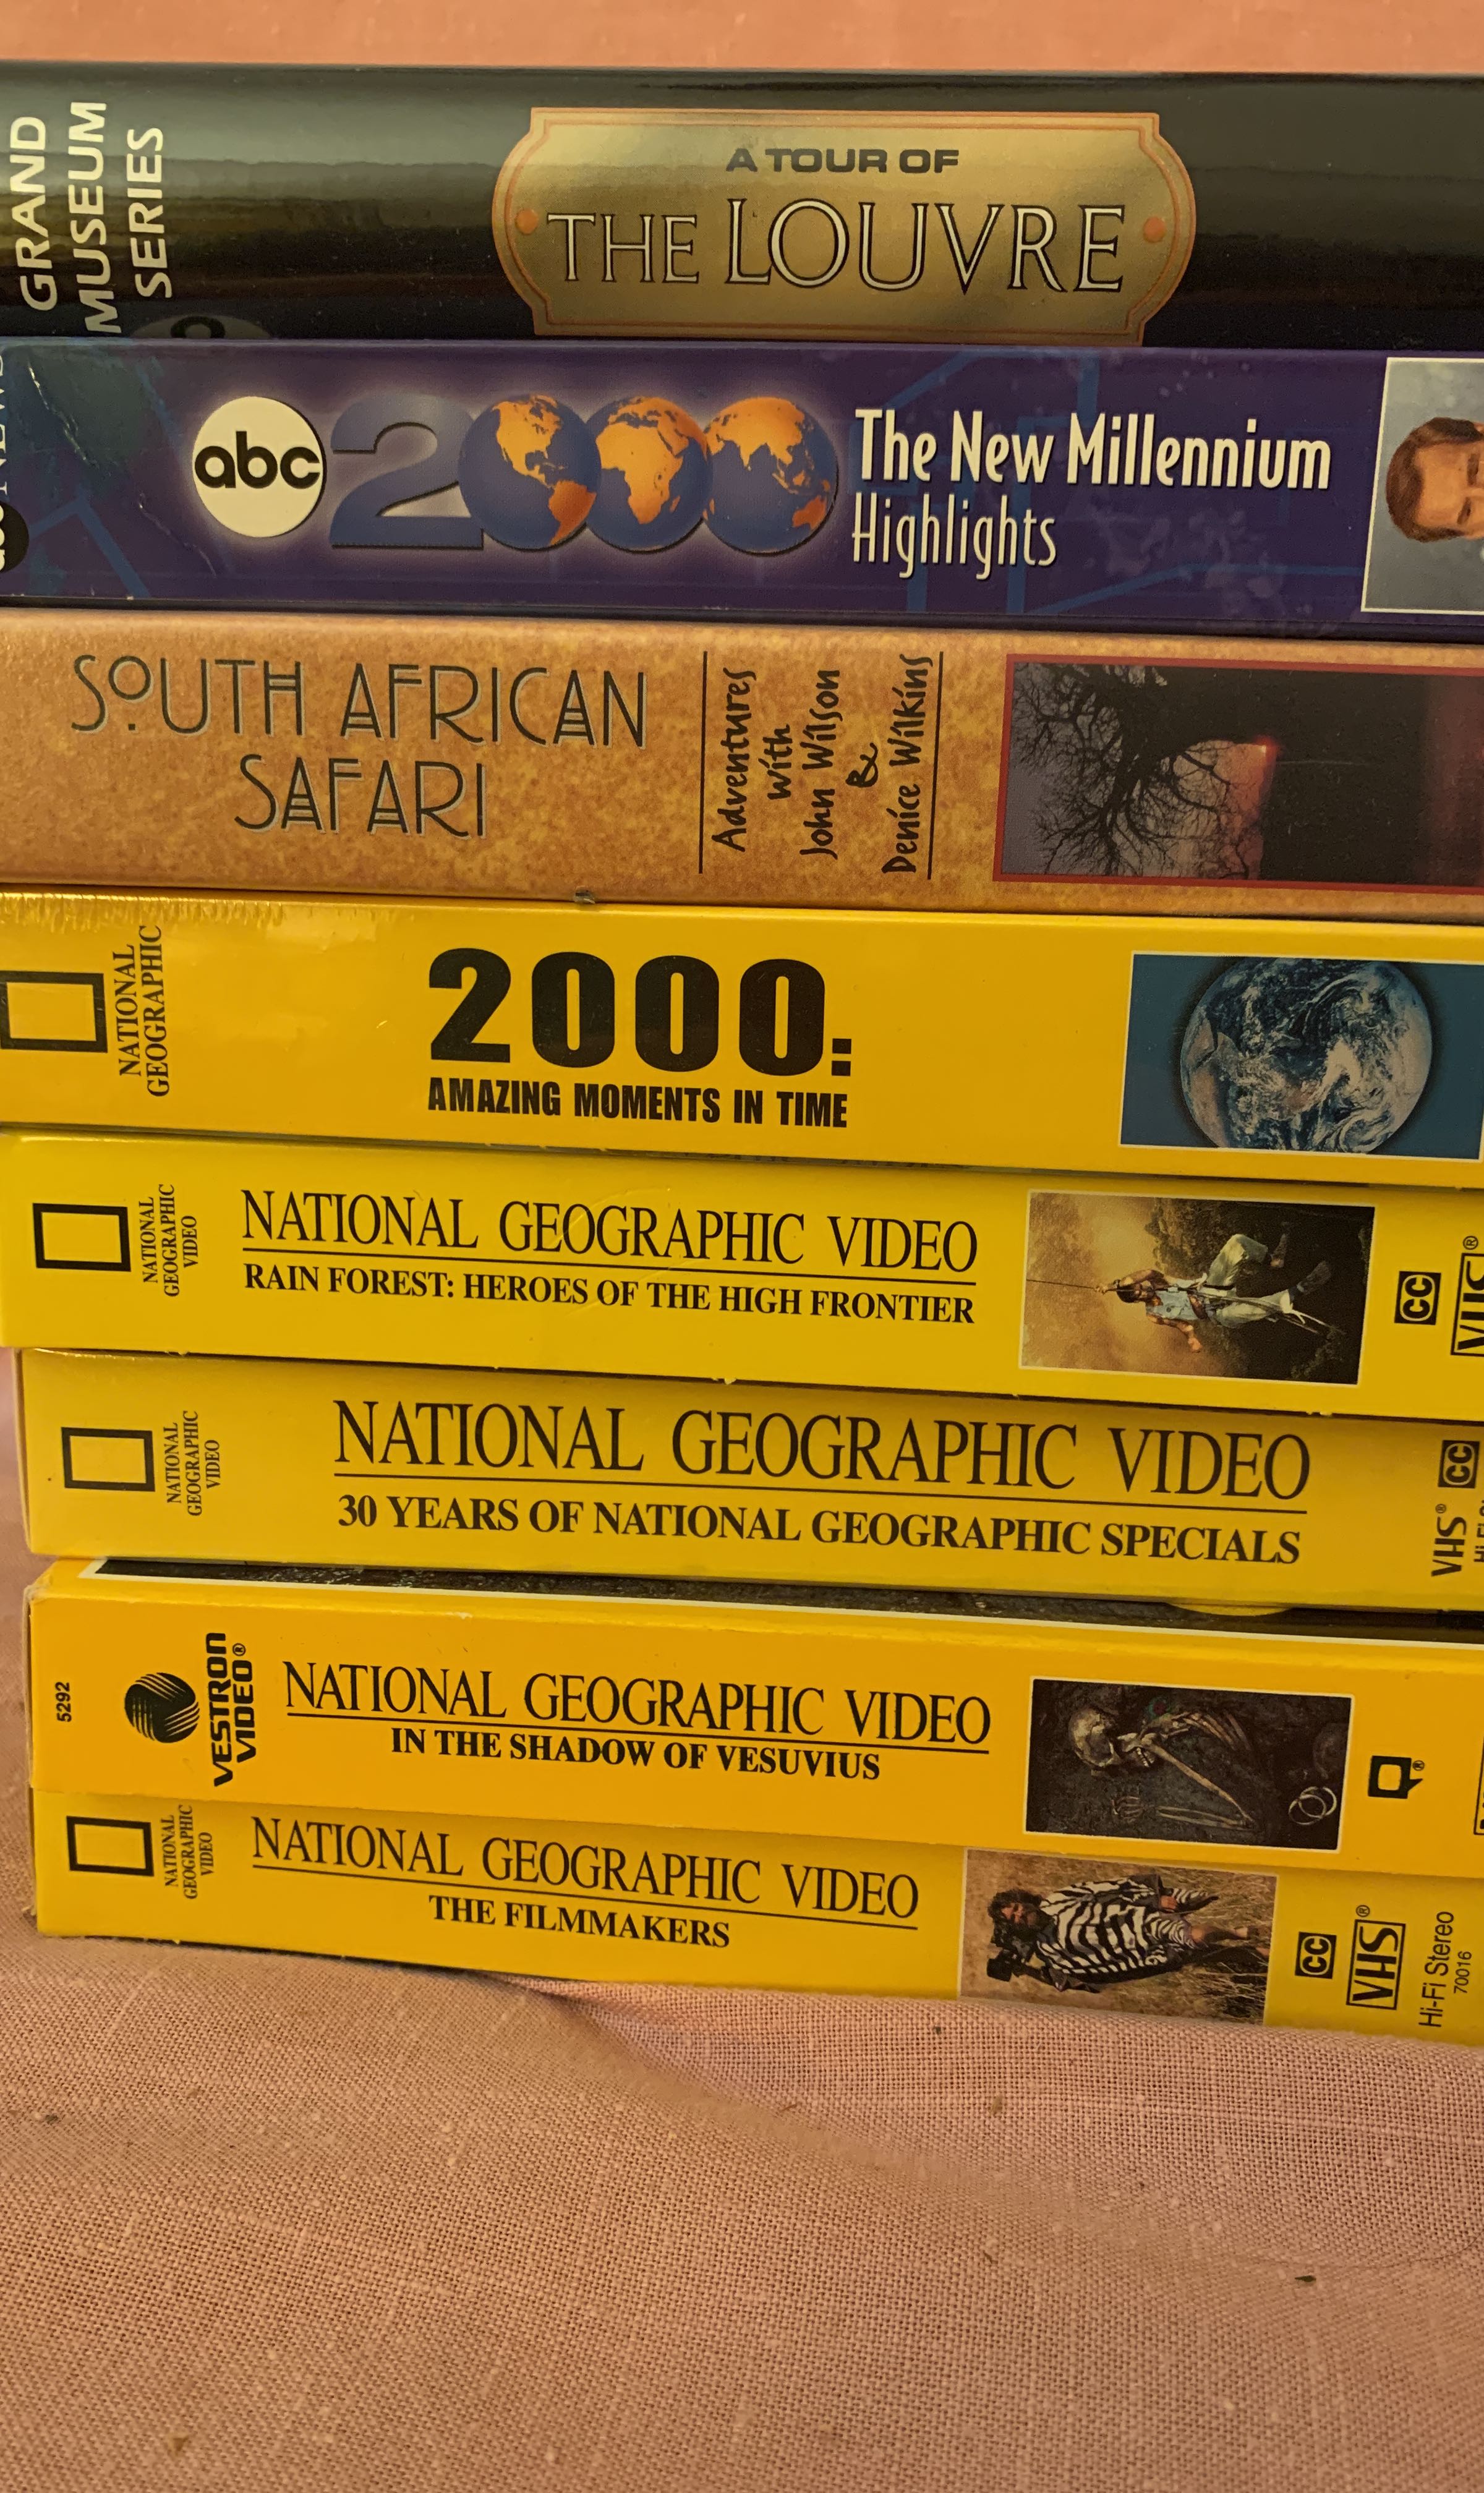 GRAND
MUSEUM
SERIES
A TOUR OF
THE LOUVRE
abc 2000
The New Millennium
Highlights
SOUTH AFRICAN
SAFARI
Adventures
with
John Wilson
&
Denice Wilkins
NATIONAL
GEOGRAPHIC
2000:
AMAZING MOMENTS IN TIME
NATIONAL
GEOGRAPHIC
VIDEO
NATIONAL GEOGRAPHIC VIDEO
RAIN FOREST: HEROES OF THE HIGH FRONTIER
CC
VHS®
NATIONAL
GEOGRAPHIC
VIDEO
NATIONAL GEOGRAPHIC VIDEO
30 YEARS OF NATIONAL GEOGRAPHIC SPECIALS
CC
VHS®
5292
VESTRON
VIDEO®
NATIONAL GEOGRAPHIC VIDEO
IN THE SHADOW OF VESUVIUS
NATIONAL
GEOGRAPHIC
VIDEO
NATIONAL GEOGRAPHIC VIDEO
THE FILMMAKERS
CC
VHS®
Hi-Fi Stereo
70016